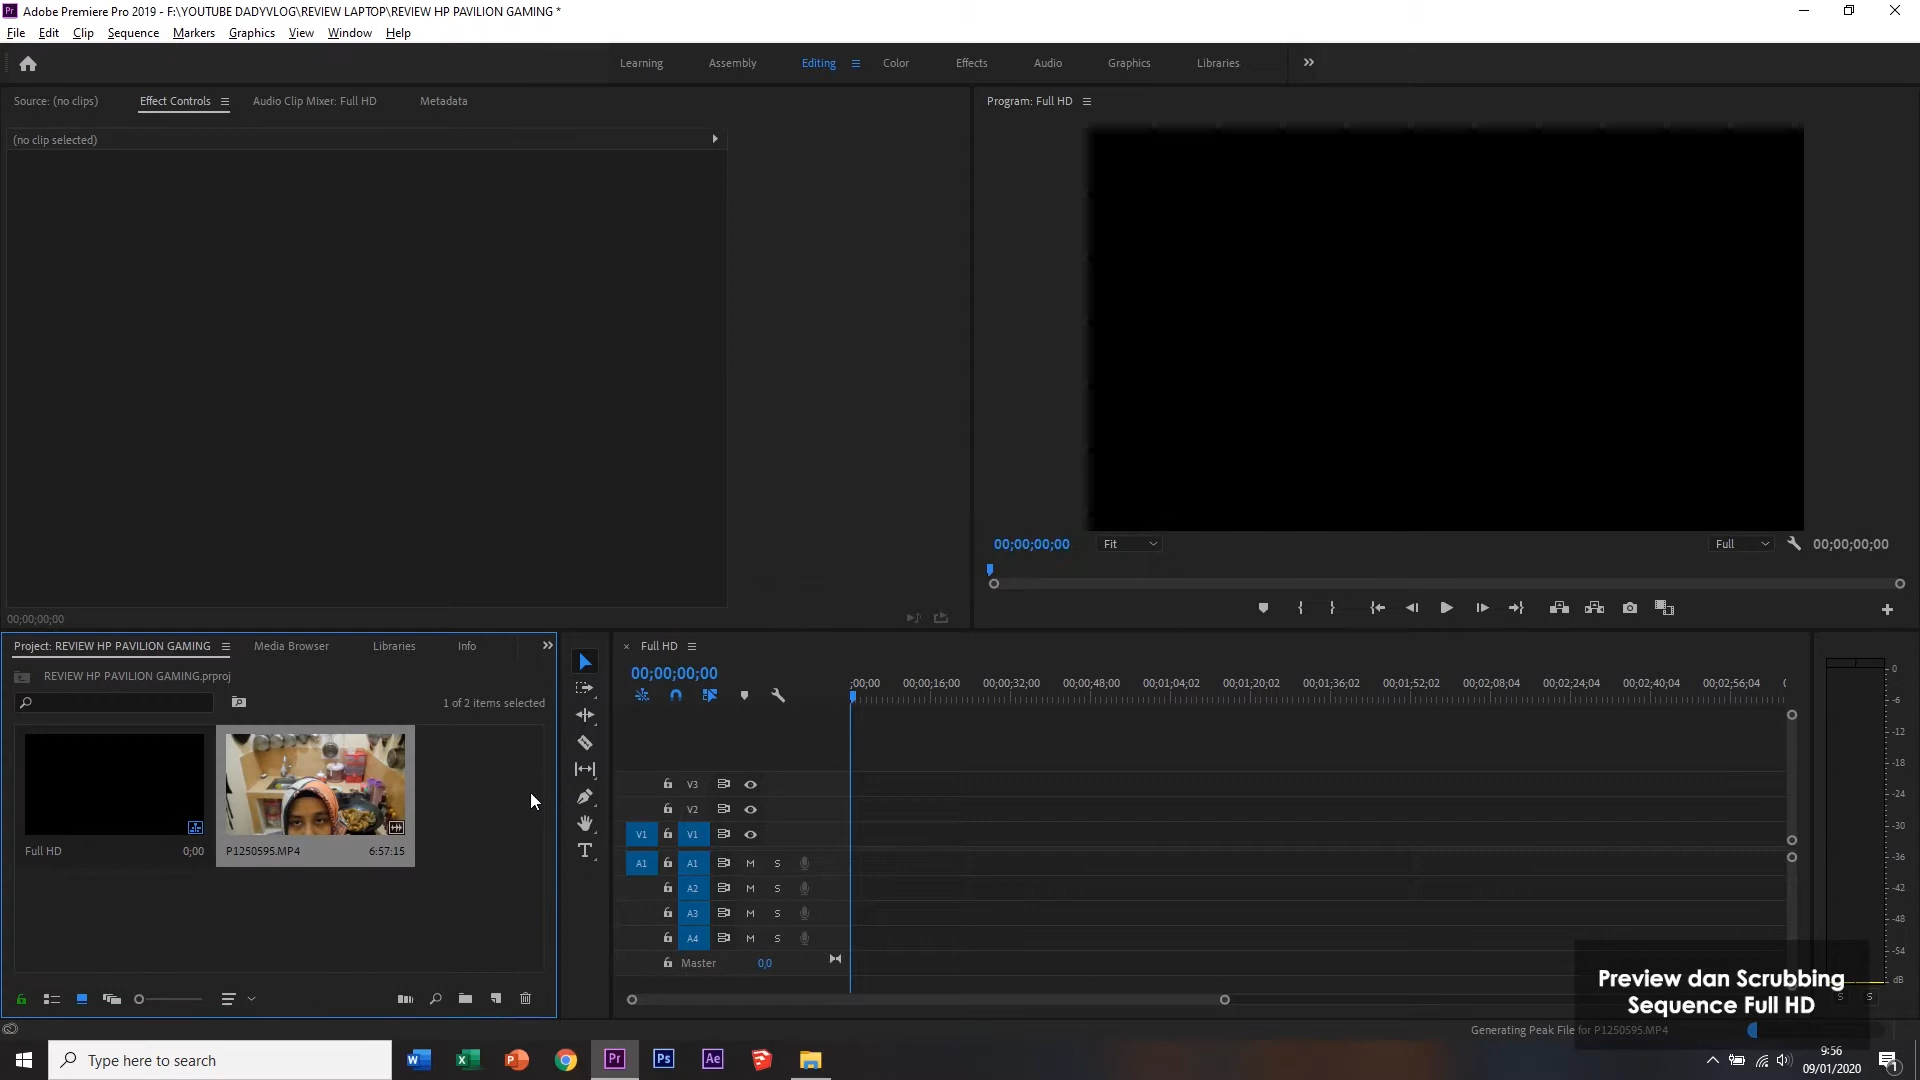 Adobe Premiere Pro 2019 - F:\YOUTUBE DADYVLOG\REVIEW LAPTOP\REVIEW HP PAVILION GAMING *
File Edit Clip Sequence Markers Graphics View Window Help
Learning Assembly Editing Color Effects Audio Graphics Libraries
Source: (no clips) Effect Controls Audio Clip Mixer: Full HD Metadata
Program: Full HD
(no clip selected)
00;00;00;00 Fit Full 00;00;00;00
00;00;00;00
Project: REVIEW HP PAVILION GAMING Media Browser Libraries Info
REVIEW HP PAVILION GAMING.prproj
1 of 2 items selected
Full HD 0;00
P1250595.MP4 6:57:15
Full HD
00;00;00;00
;00;00 00;00;16;00 00;00;32;00 00;00;48;00 00;01;04;02 00;01;20;02 00;01;36;02 00;01;52;02 00;02;08;04 00;02;24;04 00;02;40;04 00;02;56;04
V3
V2
V1 V1
A1 A1 M S
A2 M S
A3 M S
A4 M S
Master 0,0
0
-6
-12
-18
-24
-30
-36
-42
-48
-54
dB
S S
Preview dan Scrubbing
Sequence Full HD
Generating Peak File for P1250595.MP4
Type here to search
9:56
09/01/2020
1